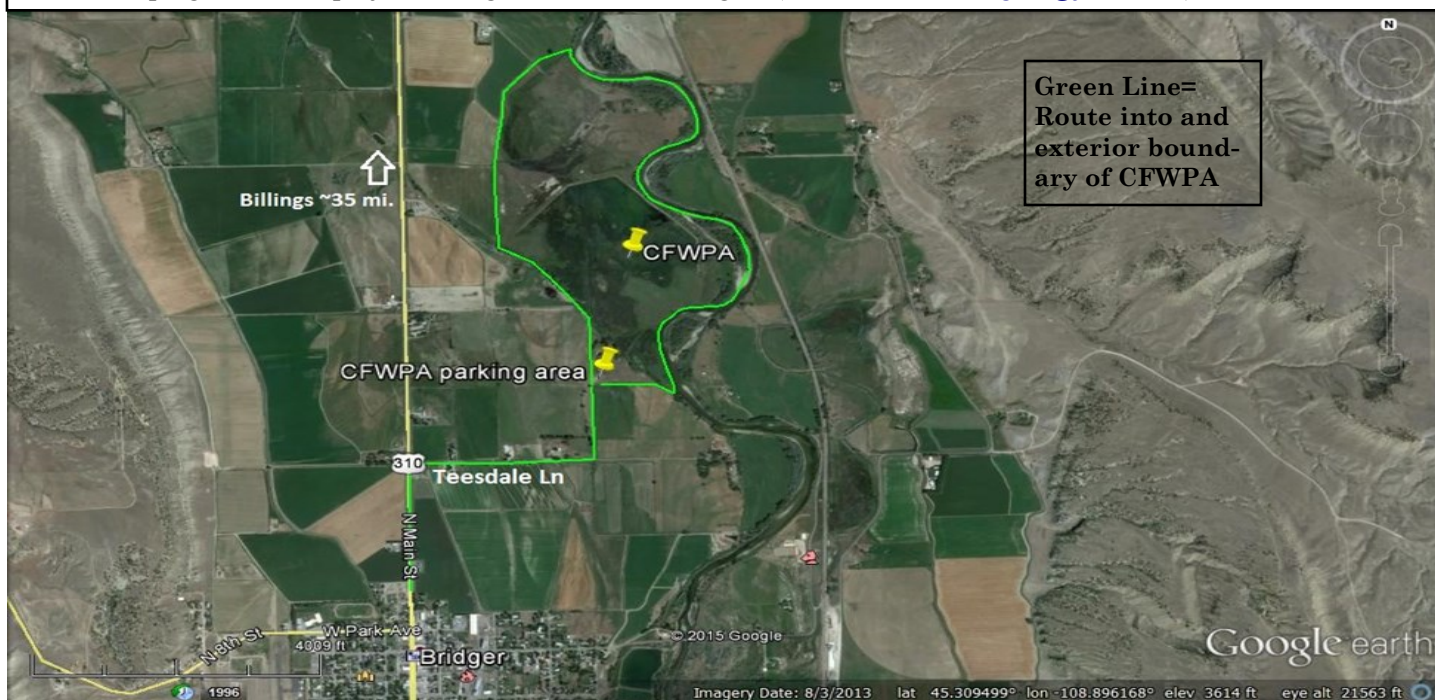 N
Green Line=
Route into and
exterior bound-
ary of CFWPA
Billings ~35 mi.
CFWPA
CFWPA parking area
310
Teesdale Ln
N Main St
W Park Ave
N 8th St
4009 ft
Bridger
© 2015 Google
Google earth
1996
Imagery Date: 8/3/2013 lat 45.309499° lon -108.896168° elev 3614 ft eye alt 21563 ft